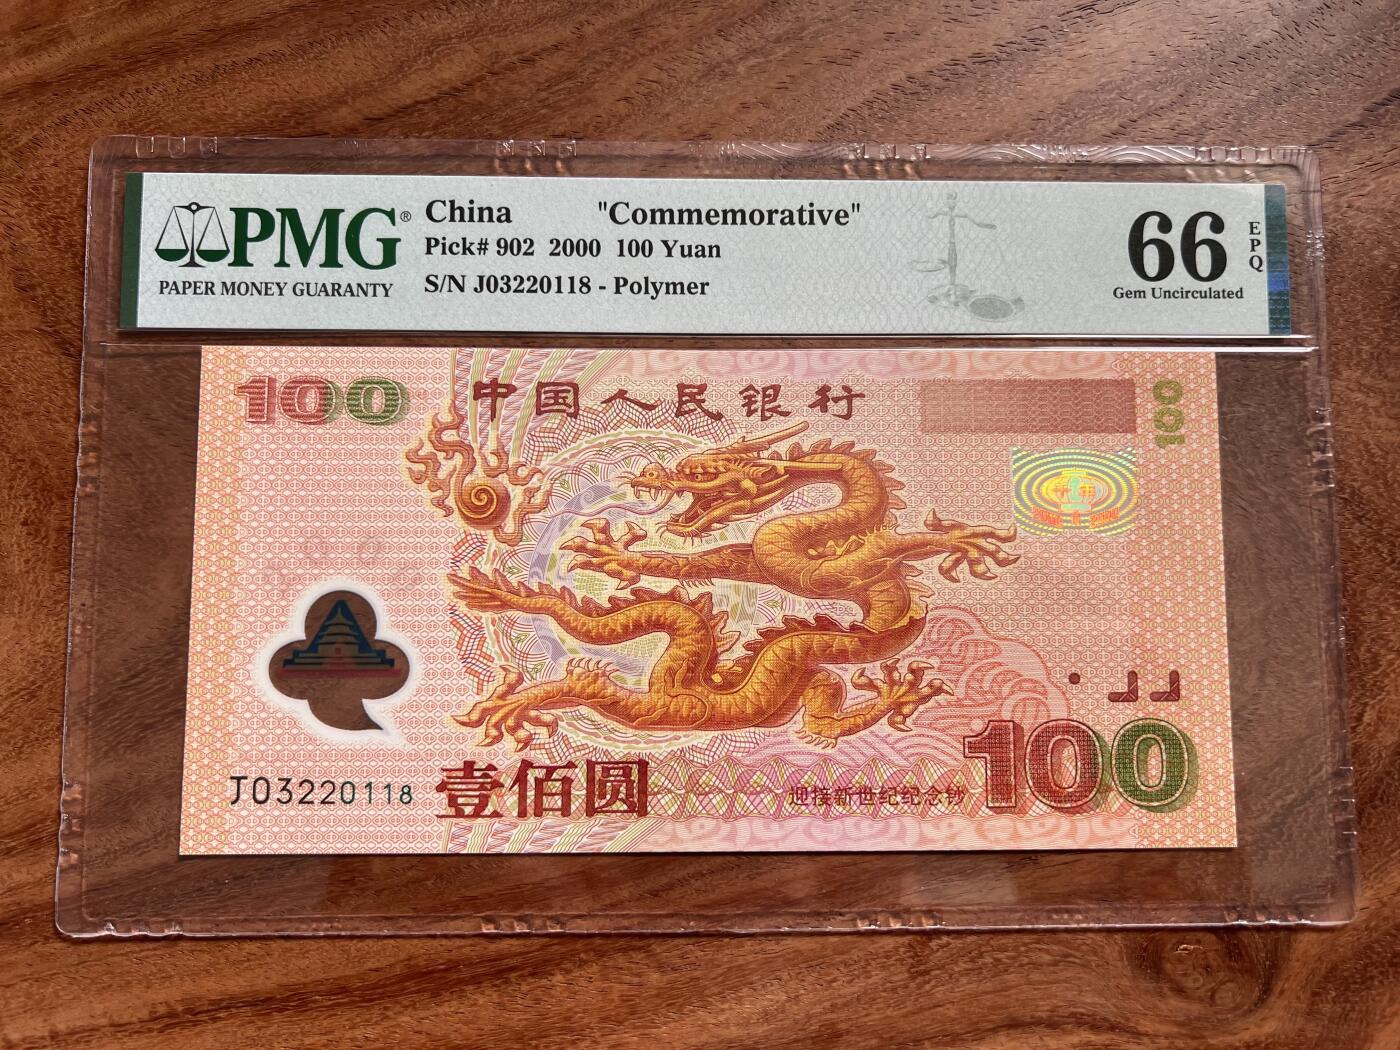 PMG®
PAPER MONEY GUARANTY
China "Commemorative"
Pick# 902 2000 100 Yuan
S/N J03220118 - Polymer
66
EPQ
Gem Uncirculated
100
中国人民银行
100
J03220118
壹佰圆
迎接新世纪纪念钞
100